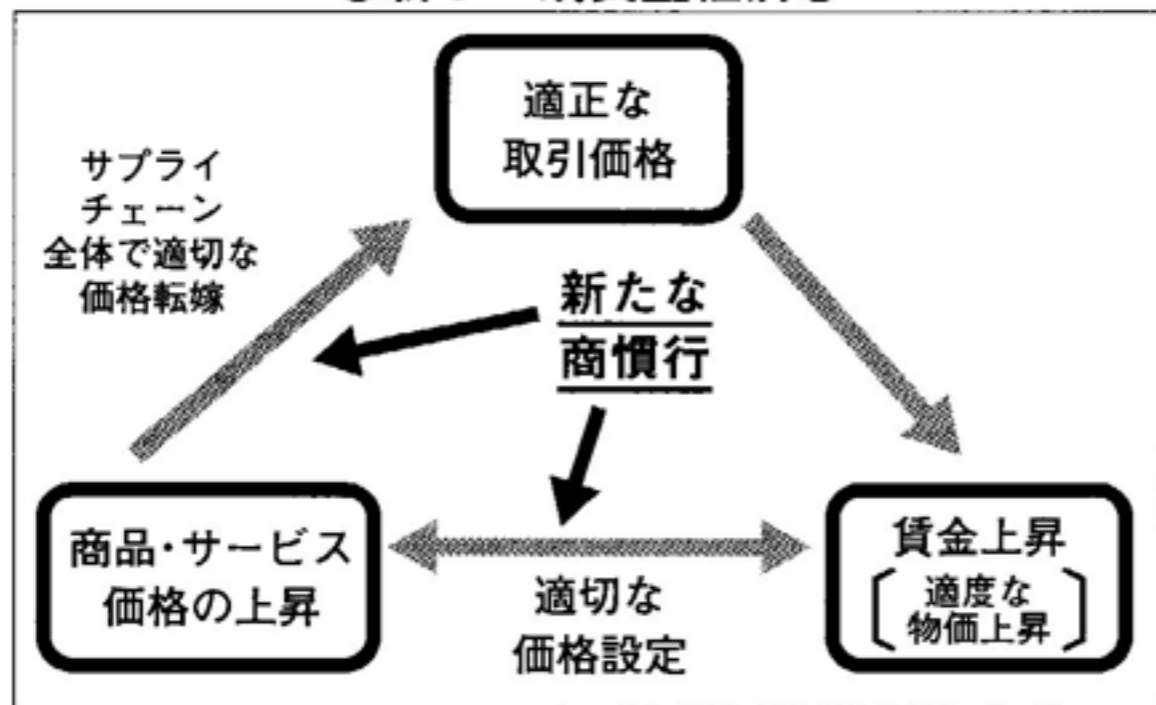 適正な
取引価格
サプライ
チェーン
全体で適切な
価格転嫁
新たな
商慣行
商品・サービス
価格の上昇
適切な
価格設定
賃金上昇
適度な
物価上昇